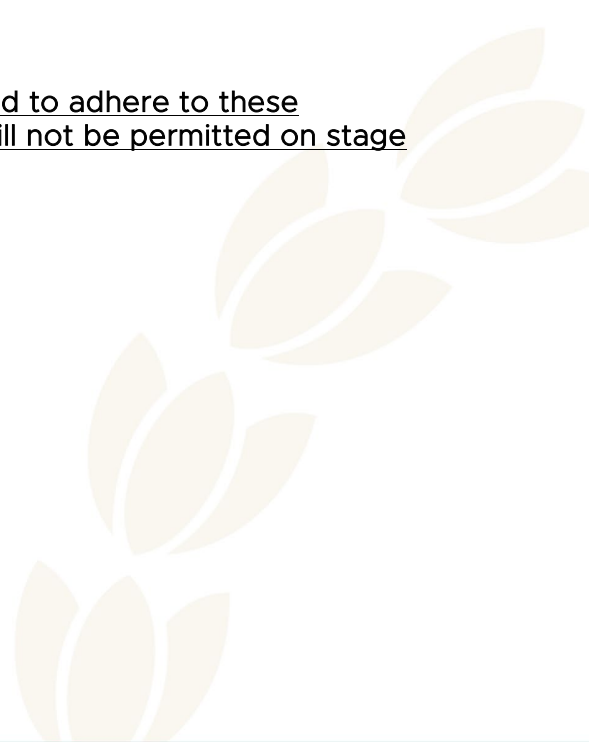 d to adhere to these
ill not be permitted on stage